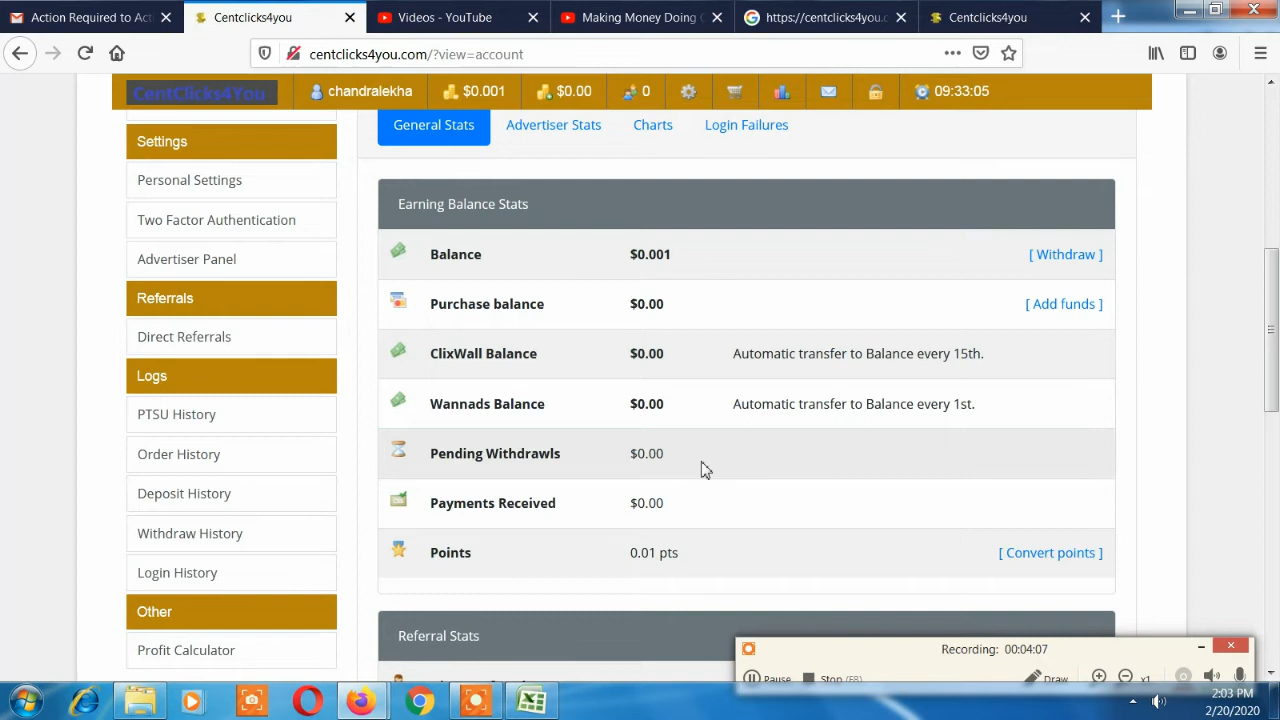 Action Required to Act
Centclicks4you
Videos - YouTube
Making Money Doing
https://centclicks4you.c
Centclicks4you
centclicks4you.com/?view=account
CentClicks4You
chandralekha
$0.001
$0.00
0
09:33:05
General Stats
Advertiser Stats
Charts
Login Failures
Settings
Personal Settings
Two Factor Authentication
Advertiser Panel
Referrals
Direct Referrals
Logs
PTSU History
Order History
Deposit History
Withdraw History
Login History
Other
Profit Calculator
Earning Balance Stats
Balance $0.001 [ Withdraw ]
Purchase balance $0.00 [ Add funds ]
ClixWall Balance $0.00 Automatic transfer to Balance every 15th.
Wannads Balance $0.00 Automatic transfer to Balance every 1st.
Pending Withdrawls $0.00
Payments Received $0.00
Points 0.01 pts [ Convert points ]
Referral Stats
Recording: 00:04:07
Pause
Stop (F8)
Draw
x1
2:03 PM
2/20/2020